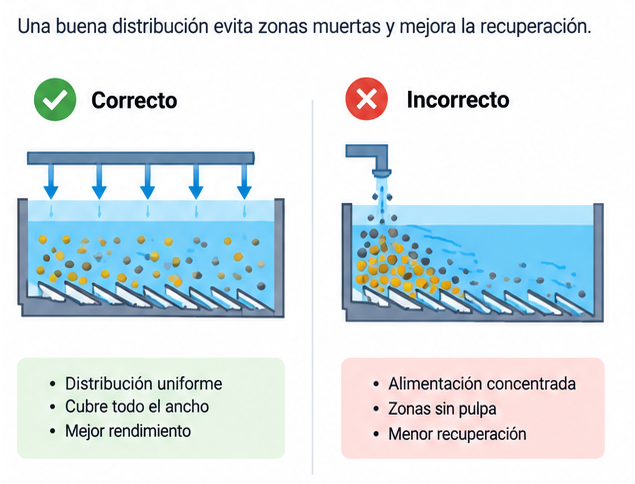 Una buena distribución evita zonas muertas y mejora la recuperación.
Correcto
Incorrecto
• Distribución uniforme
• Cubre todo el ancho
• Mejor rendimiento
• Alimentación concentrada
• Zonas sin pulpa
• Menor recuperación